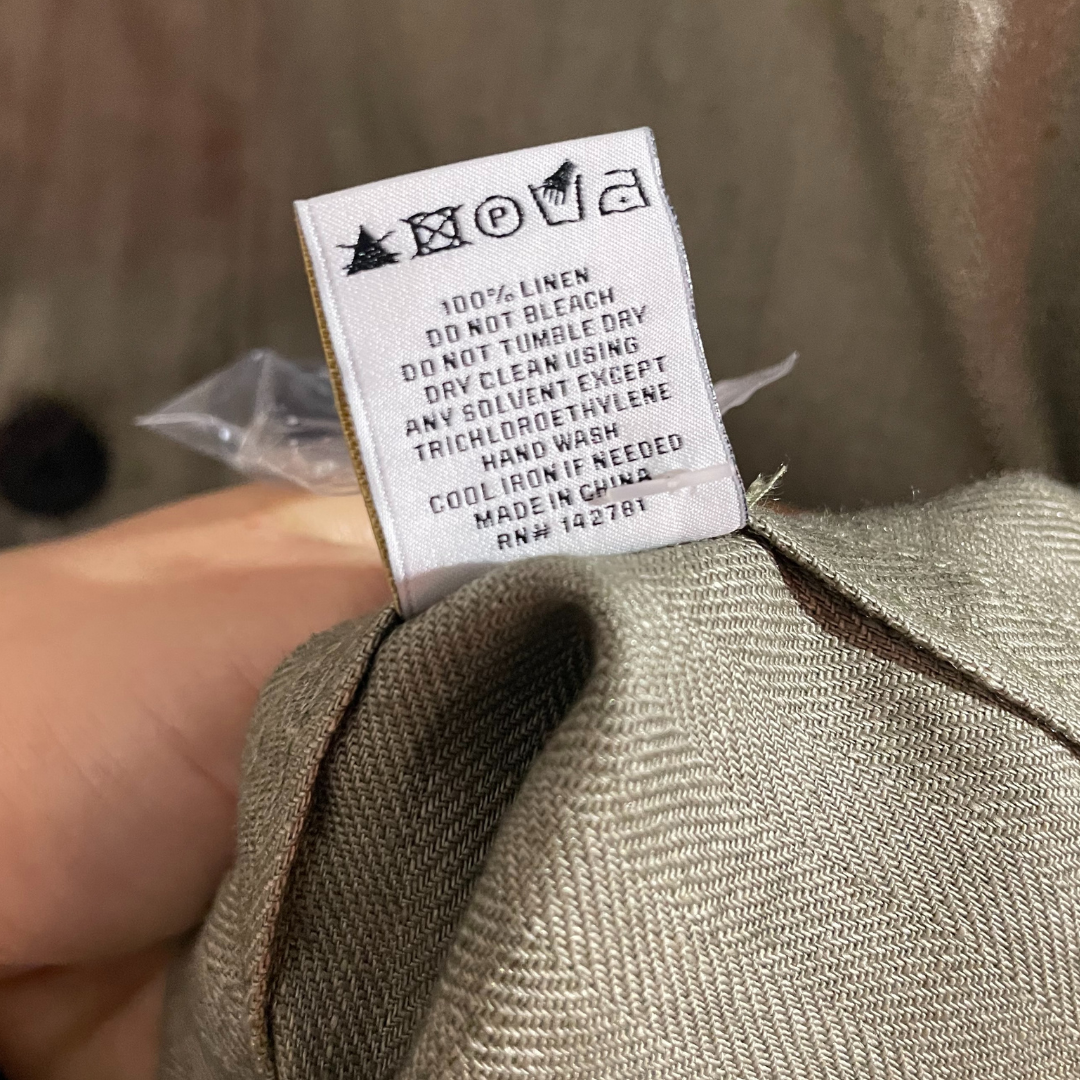 P
100% LINEN
DO NOT BLEACH
DO NOT TUMBLE DRY
DRY CLEAN USING
ANY SOLVENT EXCEPT
TRICHLOROETHYLENE
HAND WASH
COOL IRON IF NEEDED
MADE IN CHINA
RN# 142781